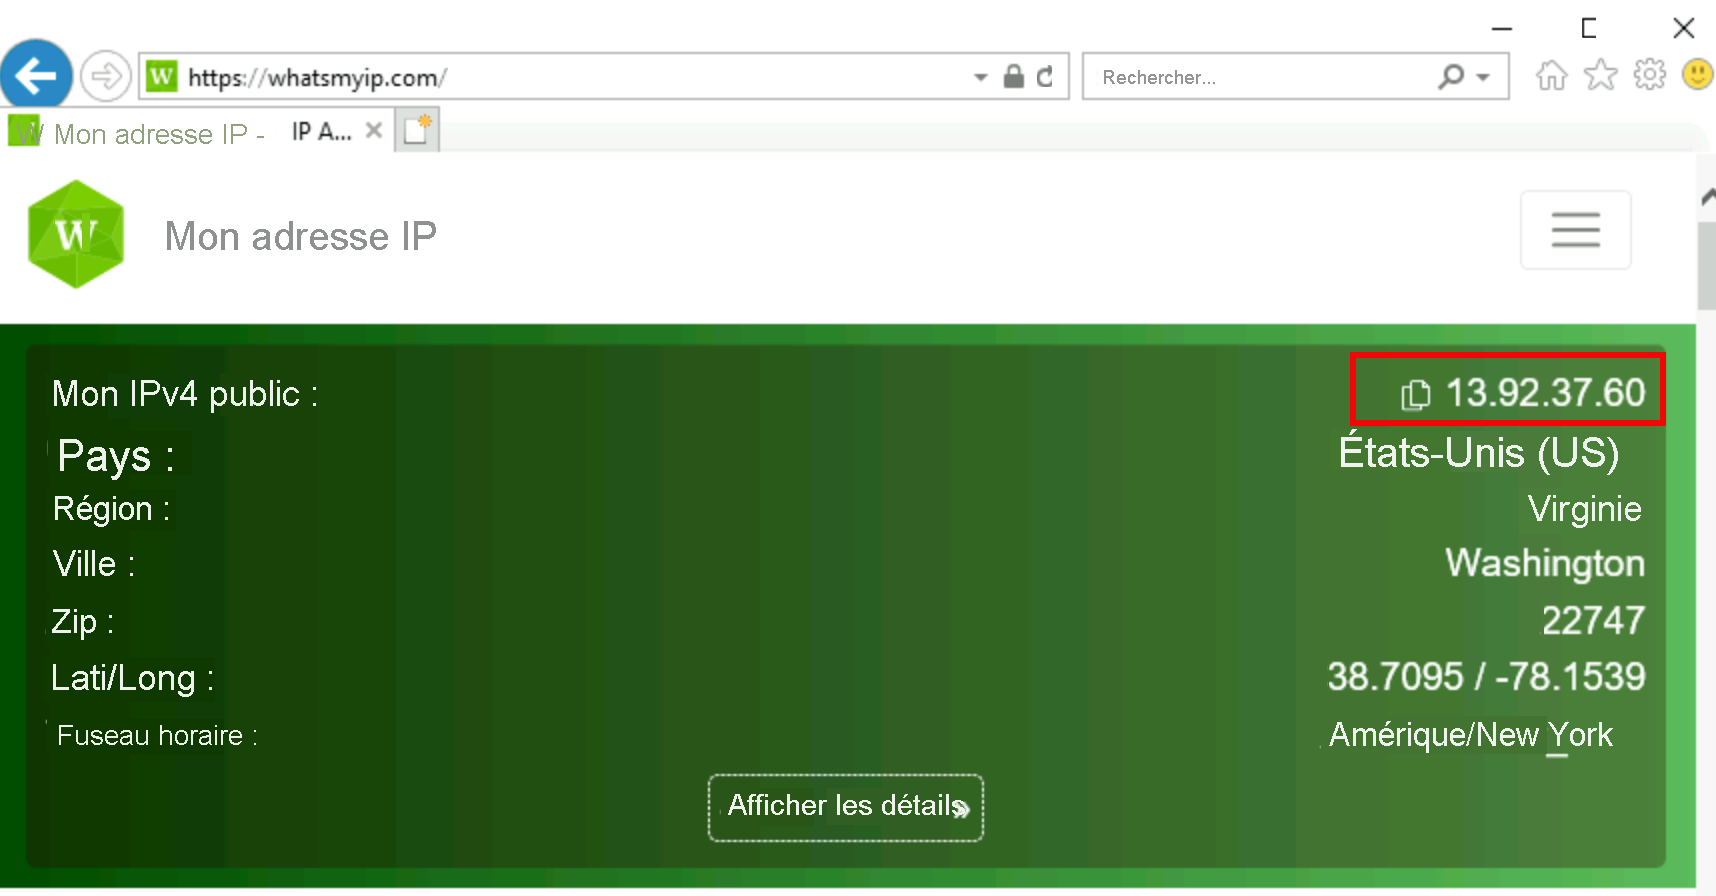 W https://whatsmyip.com/
Rechercher...
W Mon adresse IP - IP A...
W Mon adresse IP
Mon IPv4 public : 13.92.37.60
Pays : États-Unis (US)
Région : Virginie
Ville : Washington
Zip : 22747
Lati/Long : 38.7095 / -78.1539
Fuseau horaire : Amérique/New_York
Afficher les détails»